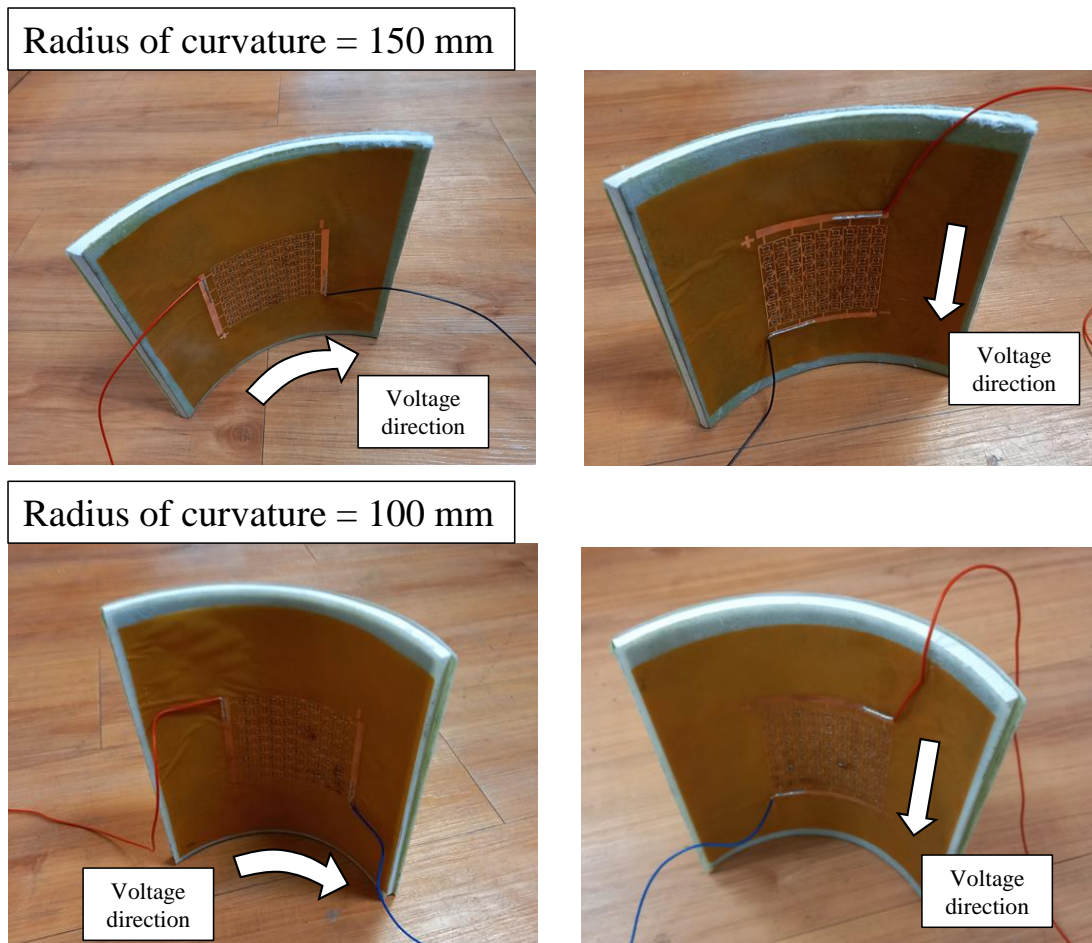 Radius of curvature = 150 mm
Voltage
direction
+
Voltage
direction
Radius of curvature = 100 mm
Voltage
direction
Voltage
direction